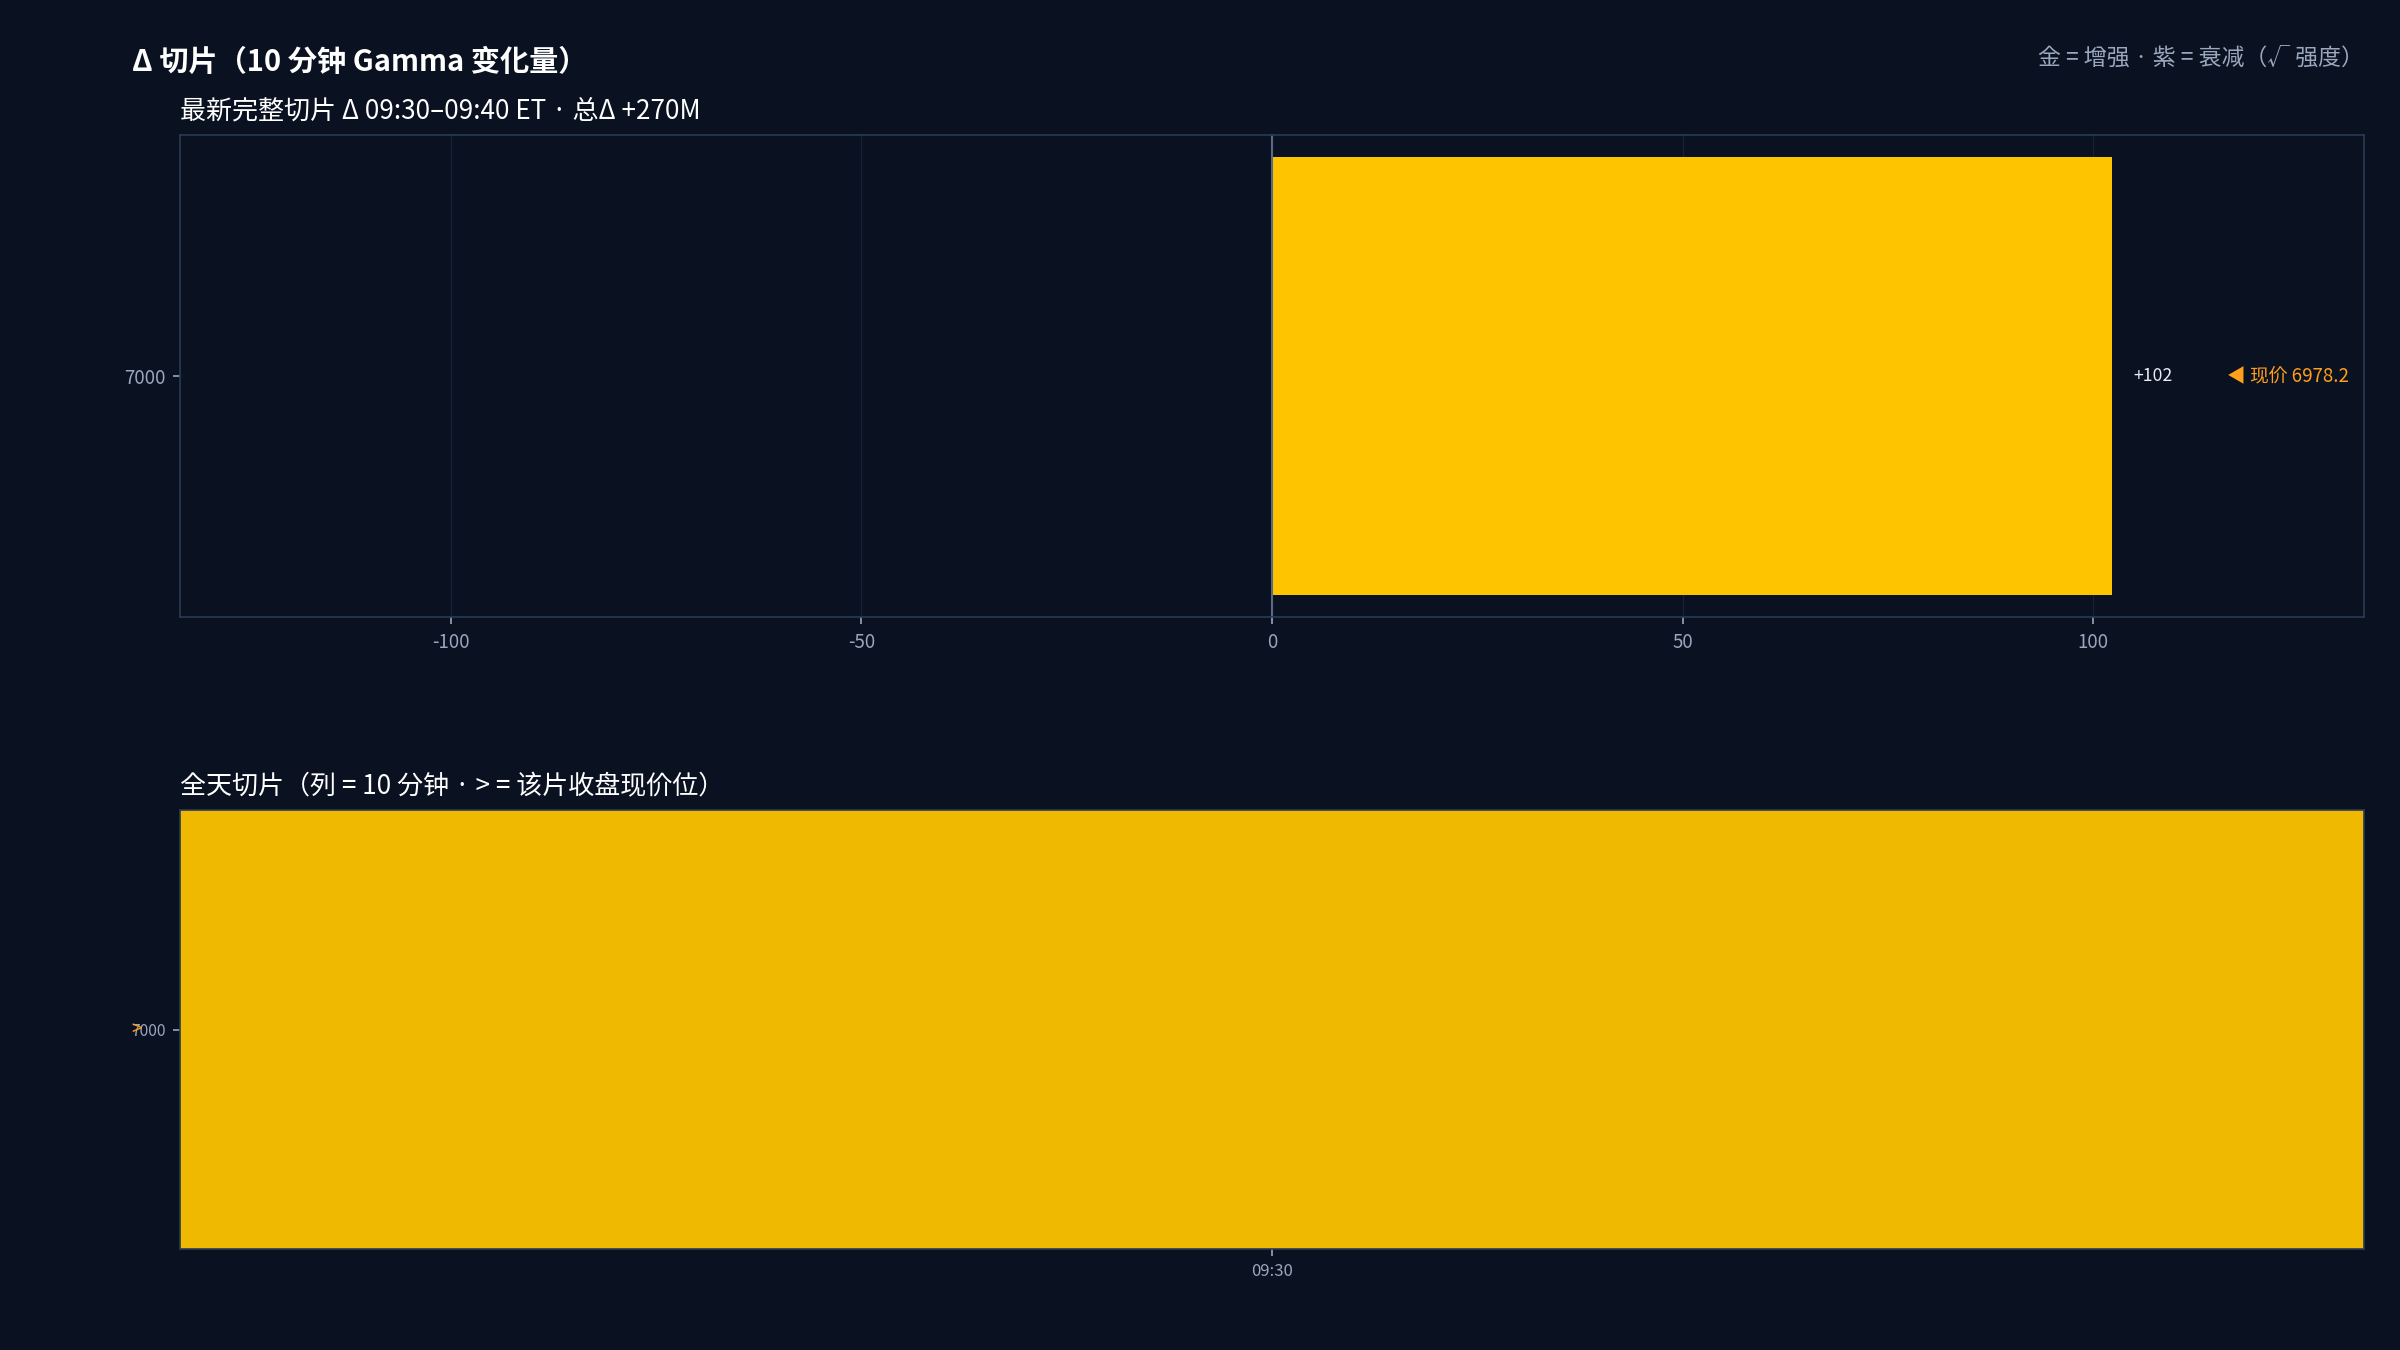 Δ 切片（10 分钟 Gamma 变化量）
金 = 增强 · 紫 = 衰减（√ 强度）
最新完整切片 Δ 09:30–09:40 ET · 总Δ +270M
7000
+102
◀ 现价 6978.2
-100
-50
0
50
100
全天切片（列 = 10 分钟 · > = 该片收盘现价位）
>
7000
09:30